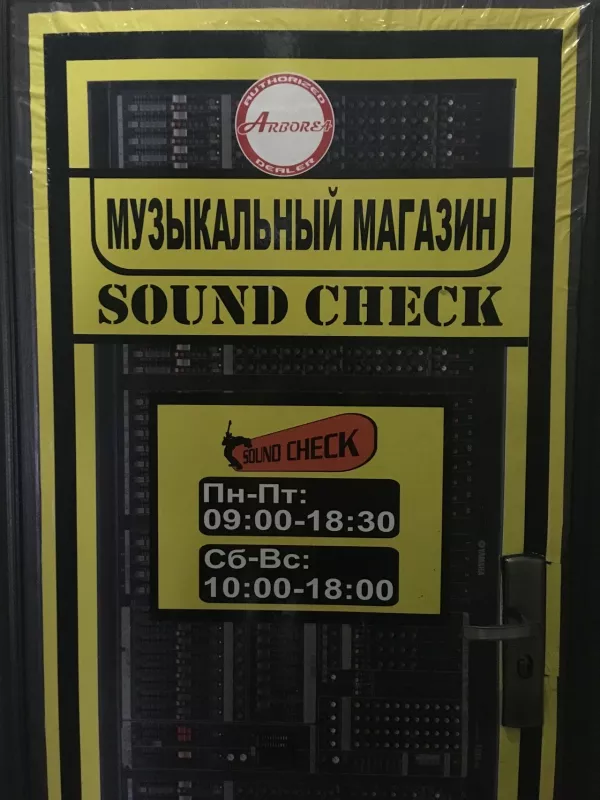 AUTHORIZED
ARBOREA
DEALER
МУЗЫКАЛЬНЫЙ МАГАЗИН
SOUND CHECK
SOUND CHECK
Пн-Пт:
09:00-18:30
Сб-Вс:
10:00-18:00
YAMAHA